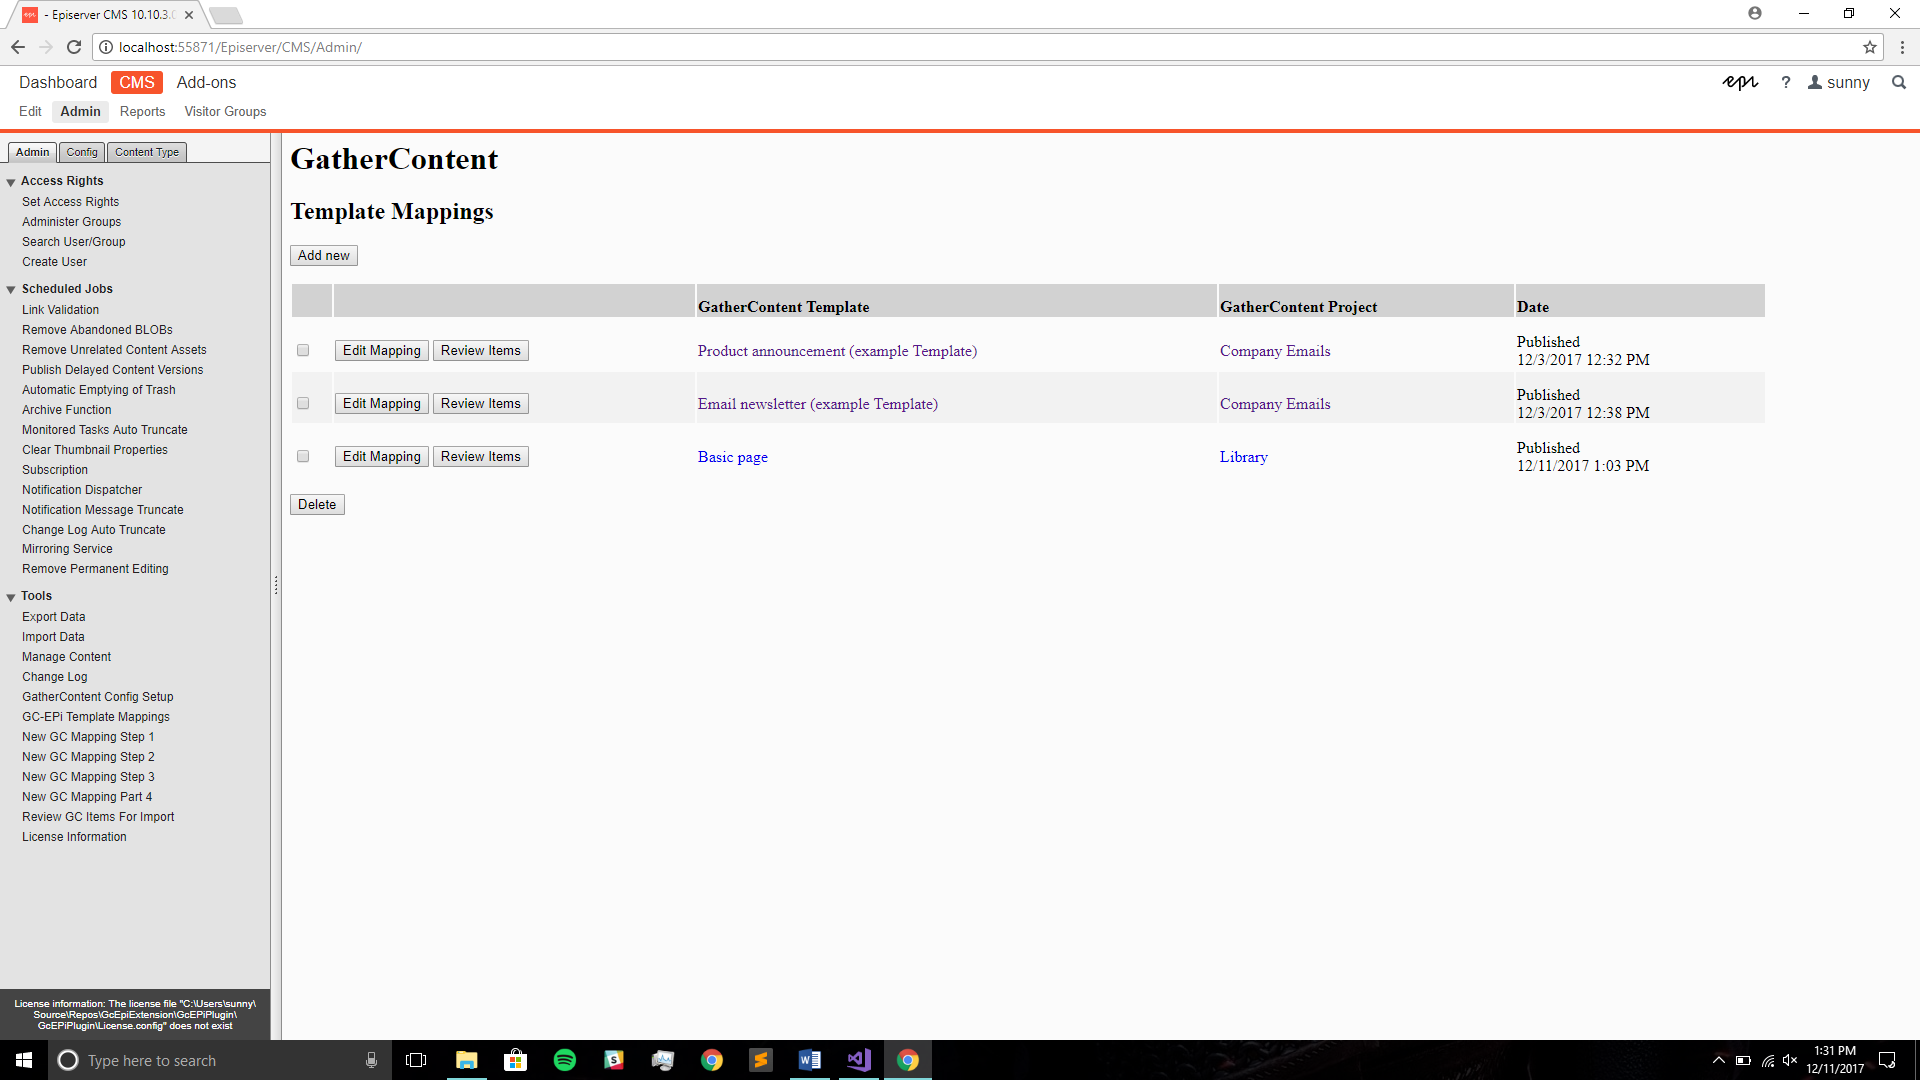 - Episerver CMS 10.10.3.0
localhost:55871/Episerver/CMS/Admin/
Dashboard CMS Add-ons
epi ? sunny
Edit Admin Reports Visitor Groups
Admin Config Content Type
Access Rights
Set Access Rights
Administer Groups
Search User/Group
Create User
Scheduled Jobs
Link Validation
Remove Abandoned BLOBs
Remove Unrelated Content Assets
Publish Delayed Content Versions
Automatic Emptying of Trash
Archive Function
Monitored Tasks Auto Truncate
Clear Thumbnail Properties
Subscription
Notification Dispatcher
Notification Message Truncate
Change Log Auto Truncate
Mirroring Service
Remove Permanent Editing
Tools
Export Data
Import Data
Manage Content
Change Log
GatherContent Config Setup
GC-EPi Template Mappings
New GC Mapping Step 1
New GC Mapping Step 2
New GC Mapping Step 3
New GC Mapping Part 4
Review GC Items For Import
License Information
License information: The license file "C:\Users\sunny\
Source\Repos\GcEpiExtension\GcEPiPlugin\
GcEPiPlugin\License.config" does not exist
GatherContent
Template Mappings
Add new
GatherContent Template GatherContent Project Date
Edit Mapping Review Items Product announcement (example Template) Company Emails Published
12/3/2017 12:32 PM
Edit Mapping Review Items Email newsletter (example Template) Company Emails Published
12/3/2017 12:38 PM
Edit Mapping Review Items Basic page Library Published
12/11/2017 1:03 PM
Delete
Type here to search
1:31 PM
12/11/2017